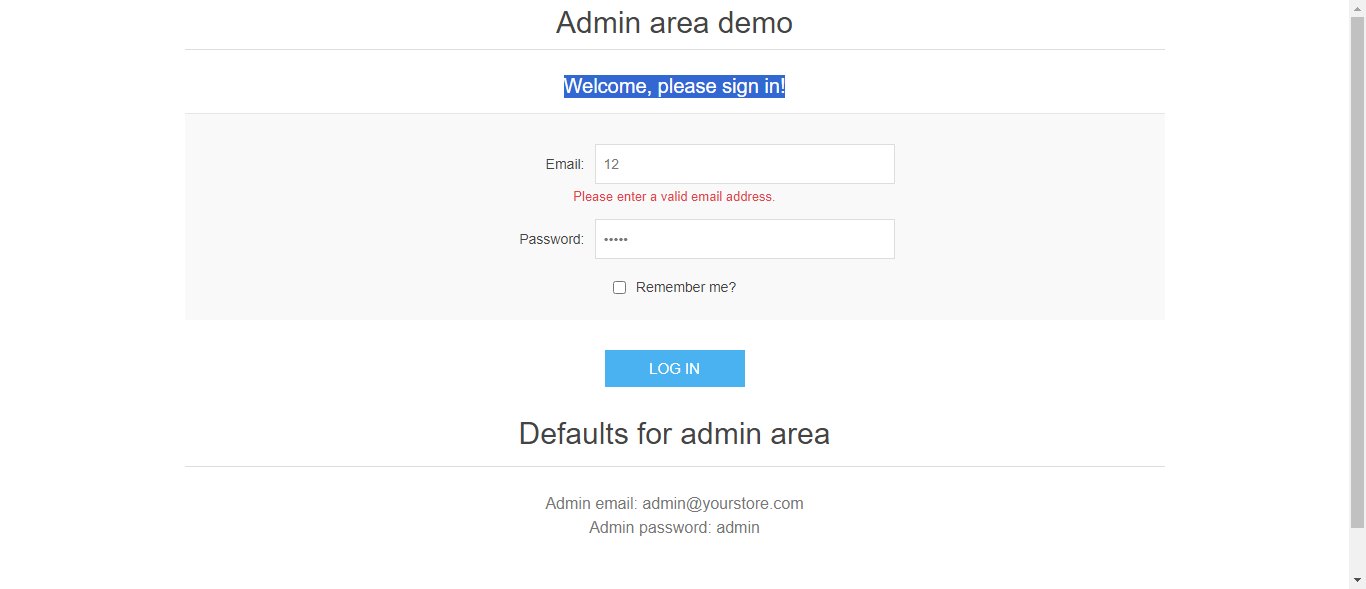 Admin area demo
Welcome, please sign in!
Email: 12
Please enter a valid email address.
Password: •••••
Remember me?
LOG IN
Defaults for admin area
Admin email: admin@yourstore.com
Admin password: admin